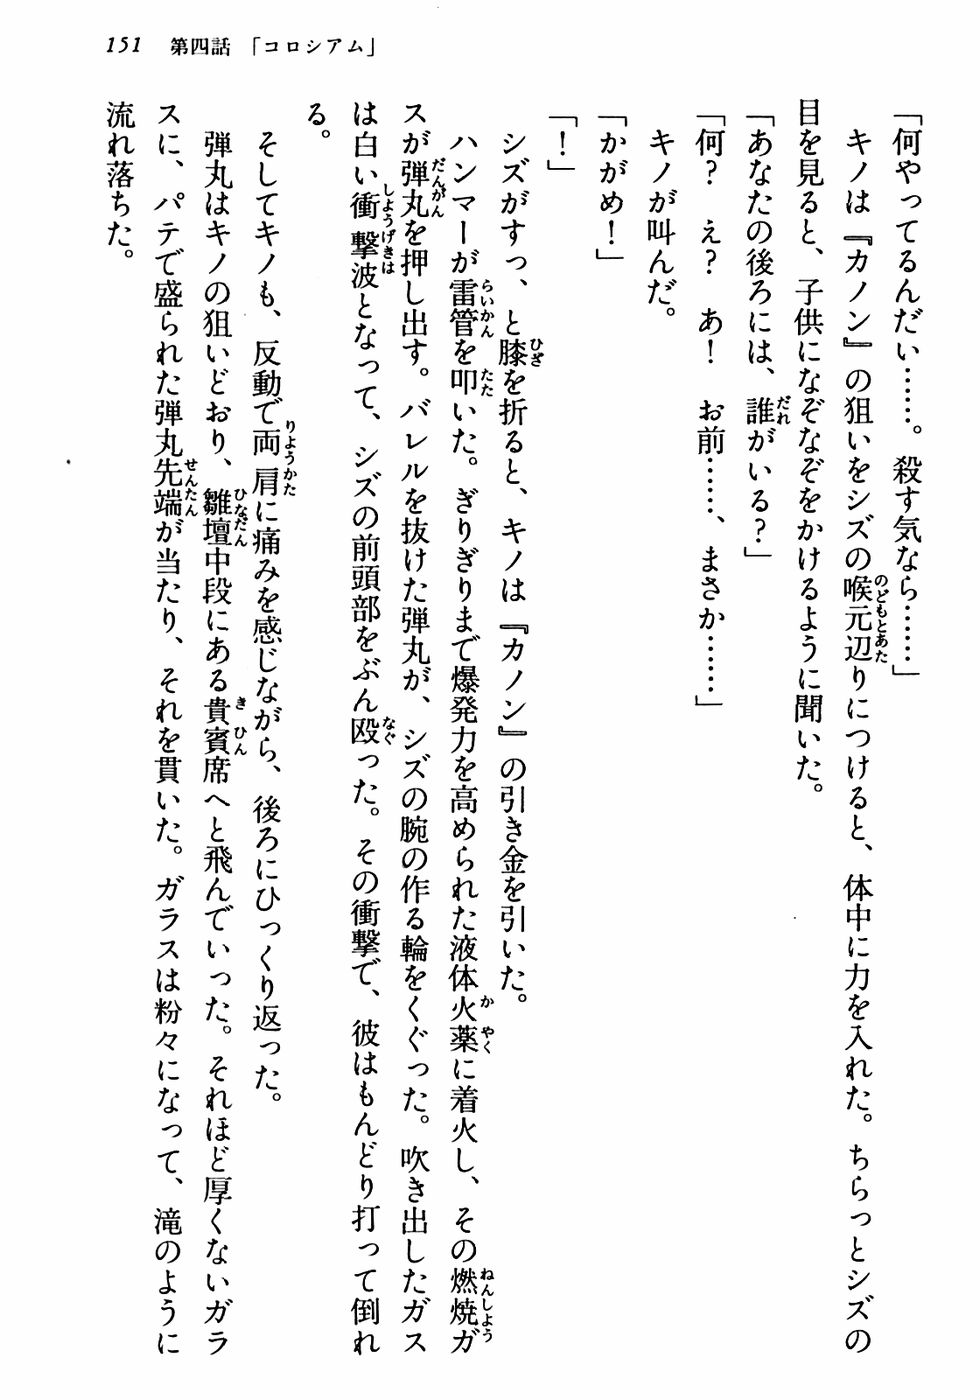 151　第四話　「コロシアム」
「何やってるんだい……。殺す気なら……」
　キノは『カノン』の狙いをシズの喉元辺りにつけると、体中に力を入れた。ちらっとシズの
目を見ると、子供になぞなぞをかけるように聞いた。
「あなたの後ろには、誰がいる？」
「何？　え？　あ！　お前……、まさか……」
　キノが叫んだ。
「かがめ！」
「！」
　シズがすっ、と膝を折ると、キノは『カノン』の引き金を引いた。
　ハンマーが雷管を叩いた。ぎりぎりまで爆発力を高められた液体火薬に着火し、その燃焼ガ
スが弾丸を押し出す。バレルを抜けた弾丸が、シズの腕の作る輪をくぐった。吹き出したガス
は白い衝撃波となって、シズの前頭部をぶん殴った。その衝撃で、彼はもんどり打って倒れ
る。
　そしてキノも、反動で両肩に痛みを感じながら、後ろにひっくり返った。
　弾丸はキノの狙いどおり、雛壇中段にある貴賓席へと飛んでいった。それほど厚くないガラ
スに、パテで盛られた弾丸先端が当たり、それを貫いた。ガラスは粉々になって、滝のように
流れ落ちた。